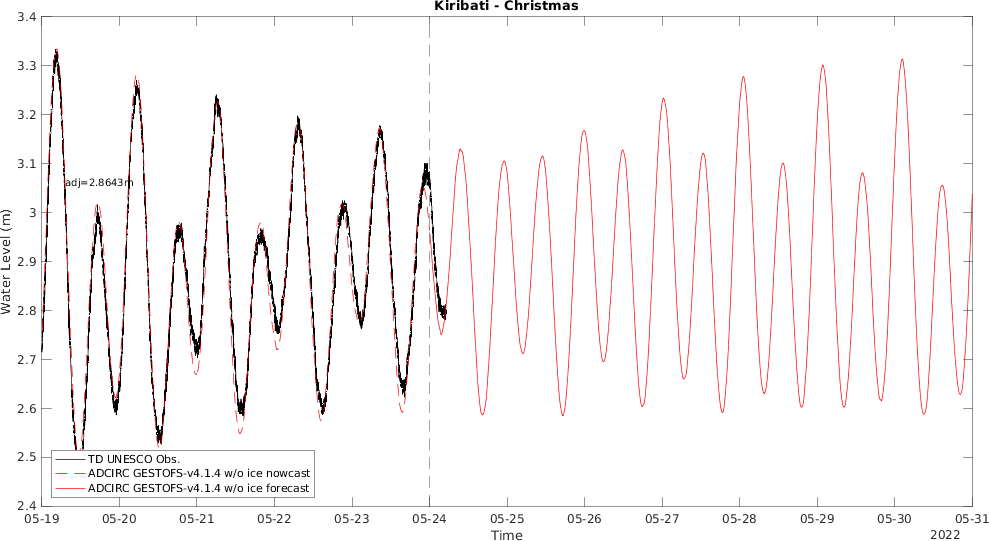 Kiribati - Christmas
3.4
3.3
3.2
3.1
3
2.9
2.8
2.7
2.6
2.5
2.4
Water Level (m)
adj=2.8643m
TD UNESCO Obs.
ADCIRC GESTOFS-v4.1.4 w/o ice nowcast
ADCIRC GESTOFS-v4.1.4 w/o ice forecast
05-19 05-20 05-21 05-22 05-23 05-24 05-25 05-26 05-27 05-28 05-29 05-30 05-31
Time
2022